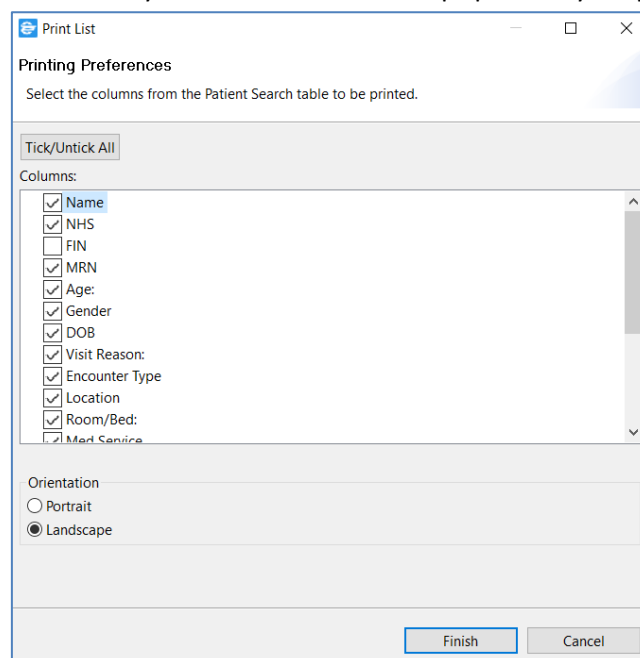 Print List
Printing Preferences
Select the columns from the Patient Search table to be printed.
Tick/Untick All
Columns:
Name
NHS
FIN
MRN
Age:
Gender
DOB
Visit Reason:
Encounter Type
Location
Room/Bed:
Med Service
Orientation
Portrait
Landscape
Finish
Cancel